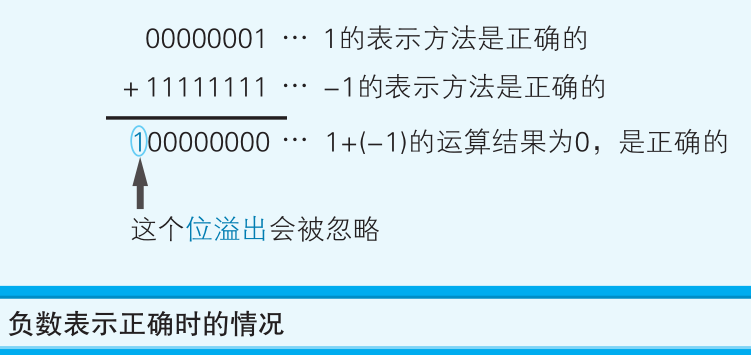 00000001 … 1的表示方法是正确的
+ 11111111 … −1的表示方法是正确的
100000000 … 1+(−1)的运算结果为0，是正确的
这个位溢出会被忽略
负数表示正确时的情况